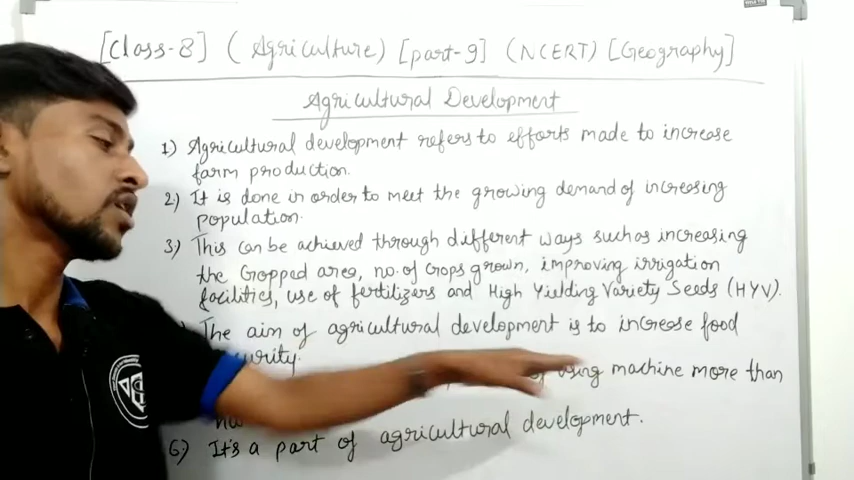 [Class-8] (Agriculture) [part-9] (NCERT) [Geography]
Agricultural Development
1) Agricultural development refers to efforts made to increase
farm production.
2) It is done in order to meet the growing demand of increasing
population.
3) This can be achieved through different ways such as increasing
the cropped area, no. of crops grown, improving irrigation
facilities, use of fertilizers and High Yielding Variety Seeds (HYV).
The aim of agricultural development is to increase food
using machine more than
6) It's a part of agricultural development.